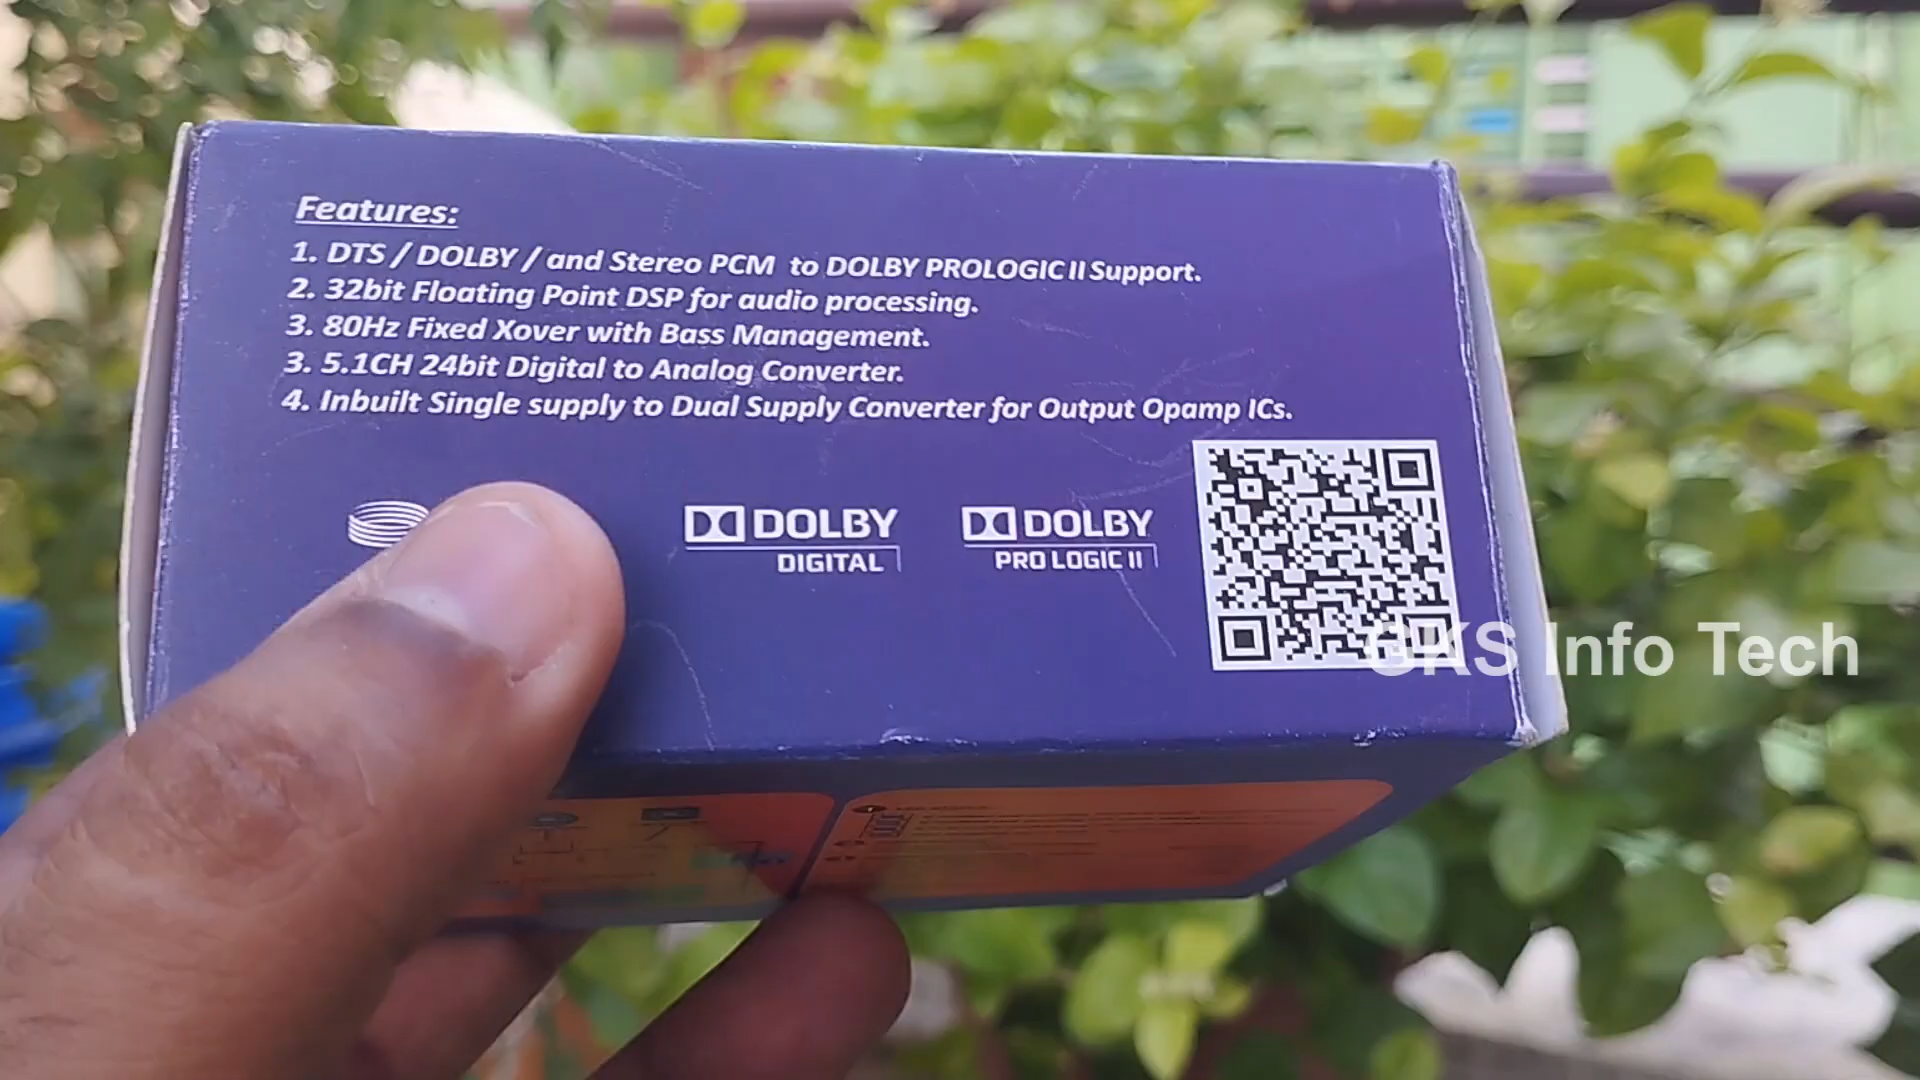 Features:
1. DTS / DOLBY / and Stereo PCM to DOLBY PROLOGIC II Support.
2. 32bit Floating Point DSP for audio processing.
3. 80Hz Fixed Xover with Bass Management.
3. 5.1CH 24bit Digital to Analog Converter.
4. Inbuilt Single supply to Dual Supply Converter for Output Opamp ICs.
DOLBY
DIGITAL
DOLBY
PRO LOGIC II
GKS Info Tech